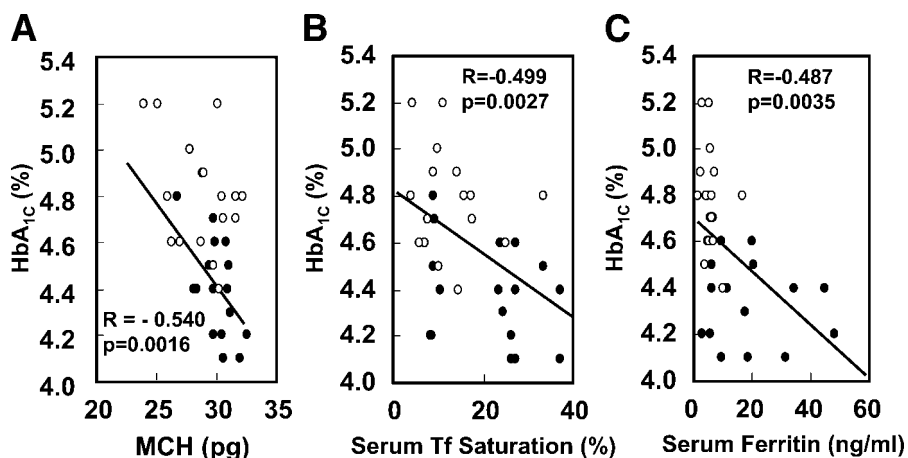 A
HbA1C (%)
5.4
5.2
5.0
4.8
4.6
4.4
4.2
4.0
R = - 0.540
p=0.0016
20 25 30 35
MCH (pg)
B
HbA1C (%)
5.4
5.2
5.0
4.8
4.6
4.4
4.2
4.0
R=-0.499
p=0.0027
0 20 40
Serum Tf Saturation (%)
C
HbA1C (%)
5.4
5.2
5.0
4.8
4.6
4.4
4.2
4.0
R=-0.487
p=0.0035
0 20 40 60
Serum Ferritin (ng/ml)